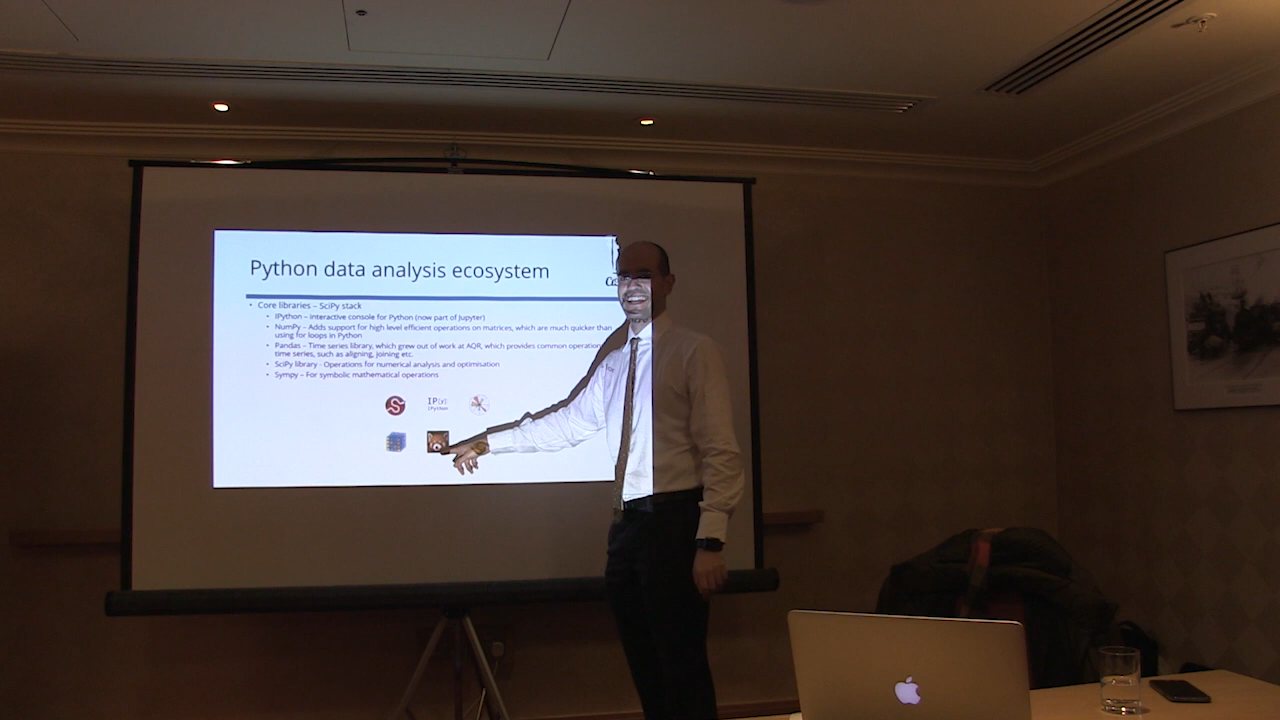 Python data analysis ecosystem
• Core libraries – SciPy stack
• IPython – Interactive console for Python (now part of Jupyter)
• NumPy – Adds support for high level efficient operations on matrices, which are much quicker than
using for loops in Python
• Pandas – Time series library, which grew out of work at AQR, which provides common operation
time series, such as aligning, joining etc.
• SciPy library - Operations for numerical analysis and optimisation
• Sympy – For symbolic mathematical operations
IP[y]
IPython